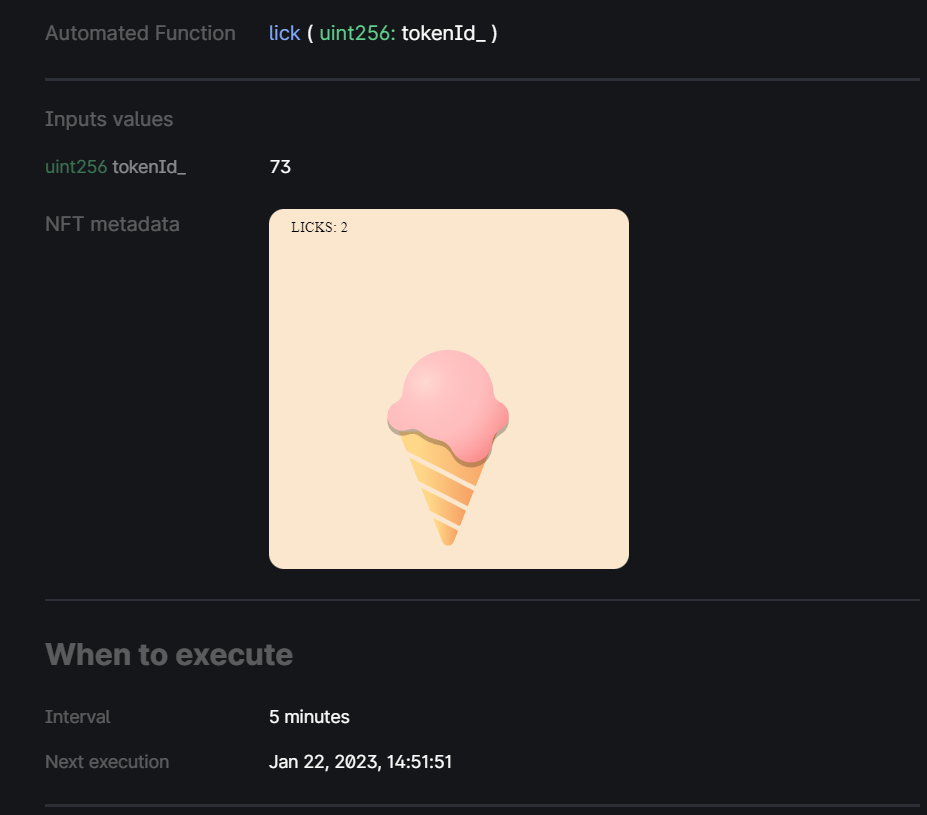 Automated Function lick ( uint256: tokenId_ )
Inputs values
uint256 tokenId_ 73
NFT metadata
LICKS: 2
When to execute
Interval 5 minutes
Next execution Jan 22, 2023, 14:51:51